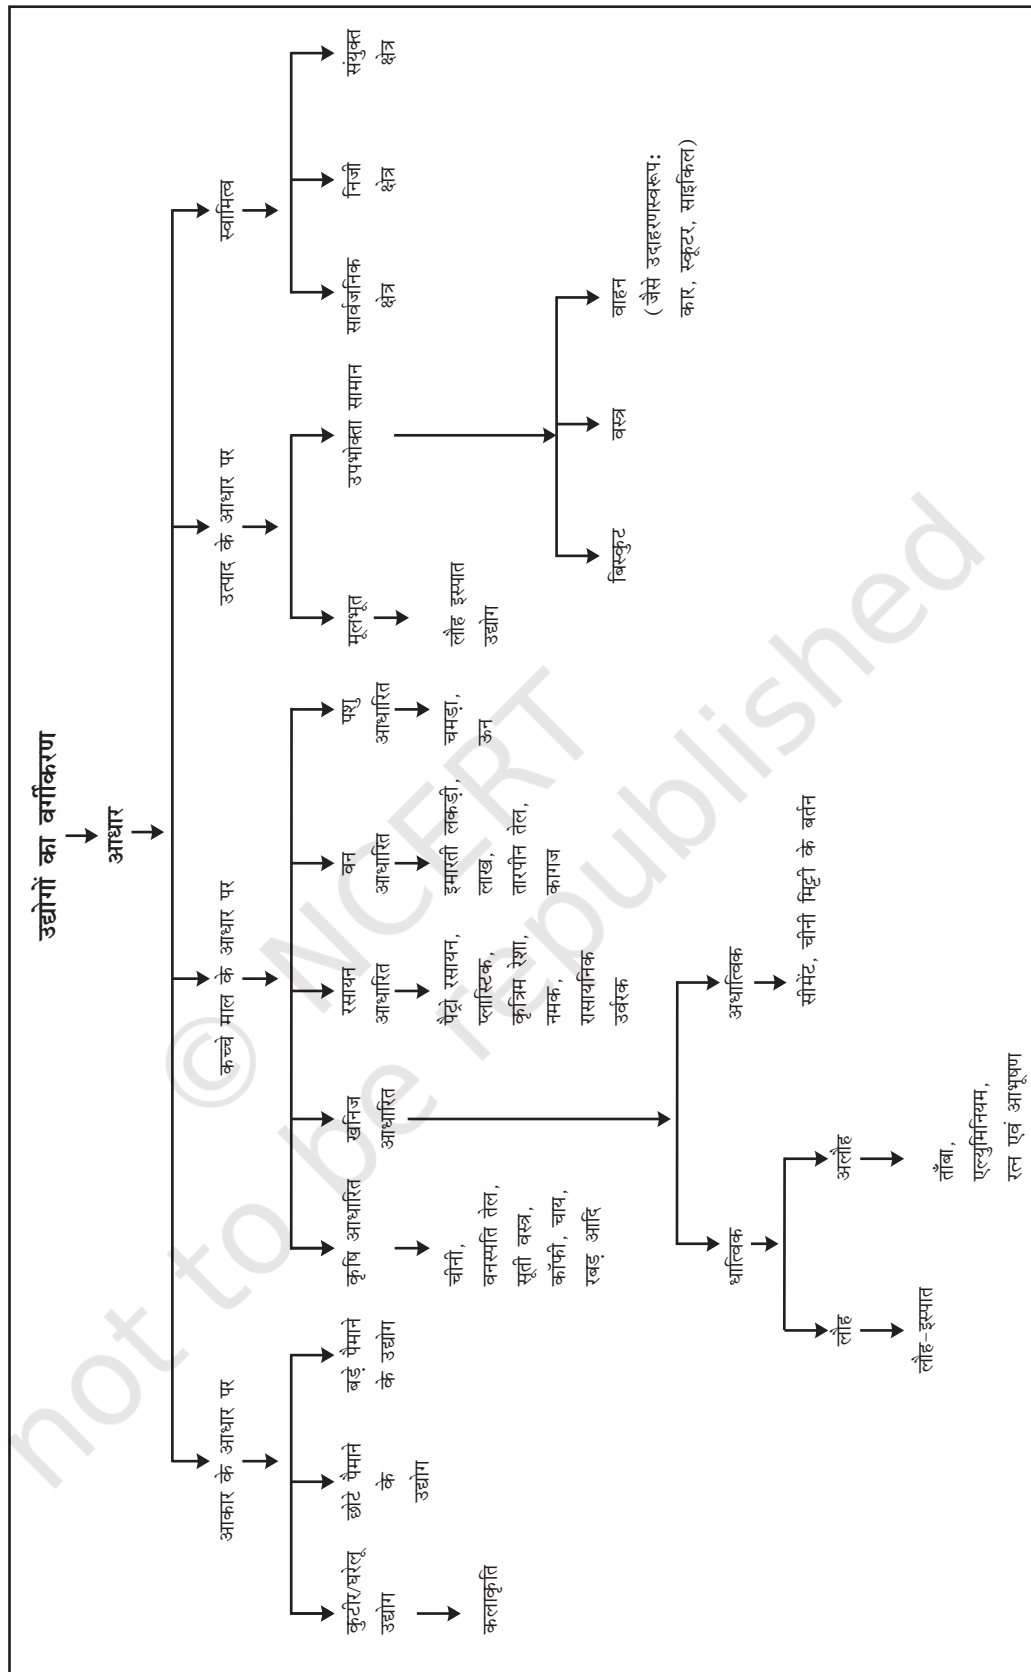 उद्योगों का वर्गीकरण
आधार
आकार के आधार पर
कच्चे माल के आधार पर
उत्पाद के आधार पर
स्वामित्व
कुटीर/घरेलू
उद्योग
छोटे पैमाने
के
उद्योग
बड़े पैमाने
के उद्योग
कृषि आधारित
खनिज
आधारित
रसायन
आधारित
वन
आधारित
पशु
आधारित
मूलभूत
उपभोक्ता सामान
सार्वजनिक
क्षेत्र
निजी
क्षेत्र
संयुक्त
क्षेत्र
कलाकृति
चीनी,
वनस्पति तेल,
सूती वस्त्र,
कॉफी, चाय,
रबड़ आदि
पैट्रो रसायन,
प्लास्टिक,
कृत्रिम रेशा,
नमक,
रासायनिक
उर्वरक
इमारती लकड़ी,
लाख,
तारपीन तेल,
कागज
चमड़ा,
ऊन
लौह इस्पात
उद्योग
बिस्कुट
वस्त्र
वाहन
(जैसे उदाहरणस्वरूप:
कार, स्कूटर, साइकिल)
धात्विक
अधात्विक
सीमेंट, चीनी मिट्टी के बर्तन
लौह
अलौह
लौह-इस्पात
ताँबा,
एल्युमिनियम,
रत्न एवं आभूषण
© NCERT
not to be republished